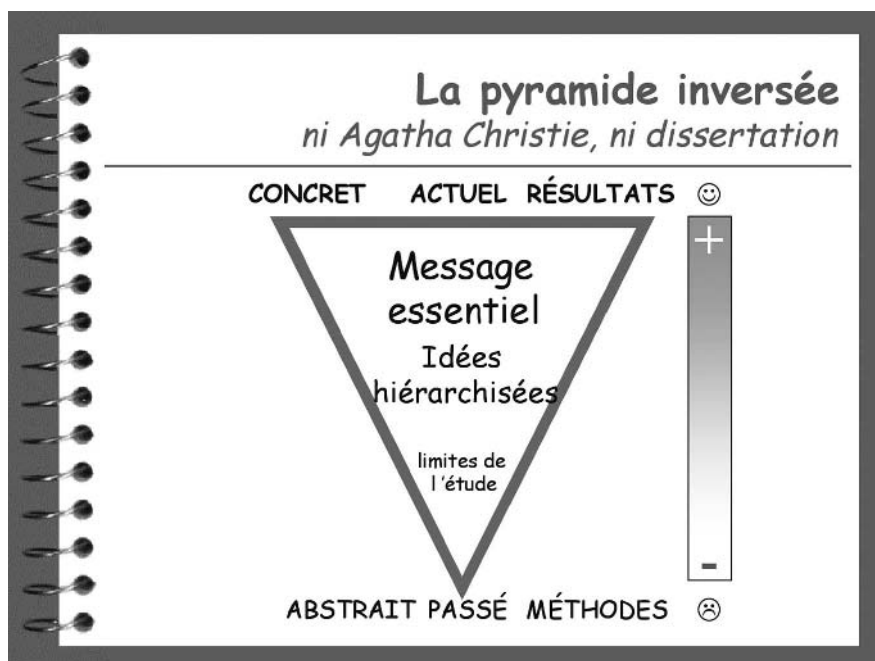 La pyramide inversée
ni Agatha Christie, ni dissertation
CONCRET ACTUEL RÉSULTATS ☺
+
Message
essentiel
Idées
hiérarchisées
limites de
l ’étude
-
ABSTRAIT PASSÉ MÉTHODES ☹